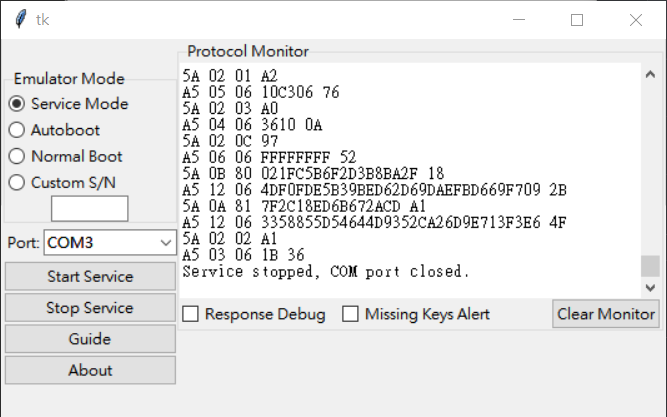 tk
Emulator Mode
Service Mode
Autoboot
Normal Boot
Custom S/N
Port: COM3
Start Service
Stop Service
Guide
About
Protocol Monitor
5A 02 01 A2
A5 05 06 10C306 76
5A 02 03 A0
A5 04 06 3610 0A
5A 02 0C 97
A5 06 06 FFFFFFFF 52
5A 0B 80 021FC5B6F2D3B8BA2F 18
A5 12 06 4DF0FDE5B39BED62D69DAEFBD669F709 2B
5A 0A 81 7F2C18ED6B672ACD A1
A5 12 06 3358855D54644D9352CA26D9E713F3E6 4F
5A 02 02 A1
A5 03 06 1B 36
Service stopped, COM port closed.
Response Debug
Missing Keys Alert
Clear Monitor